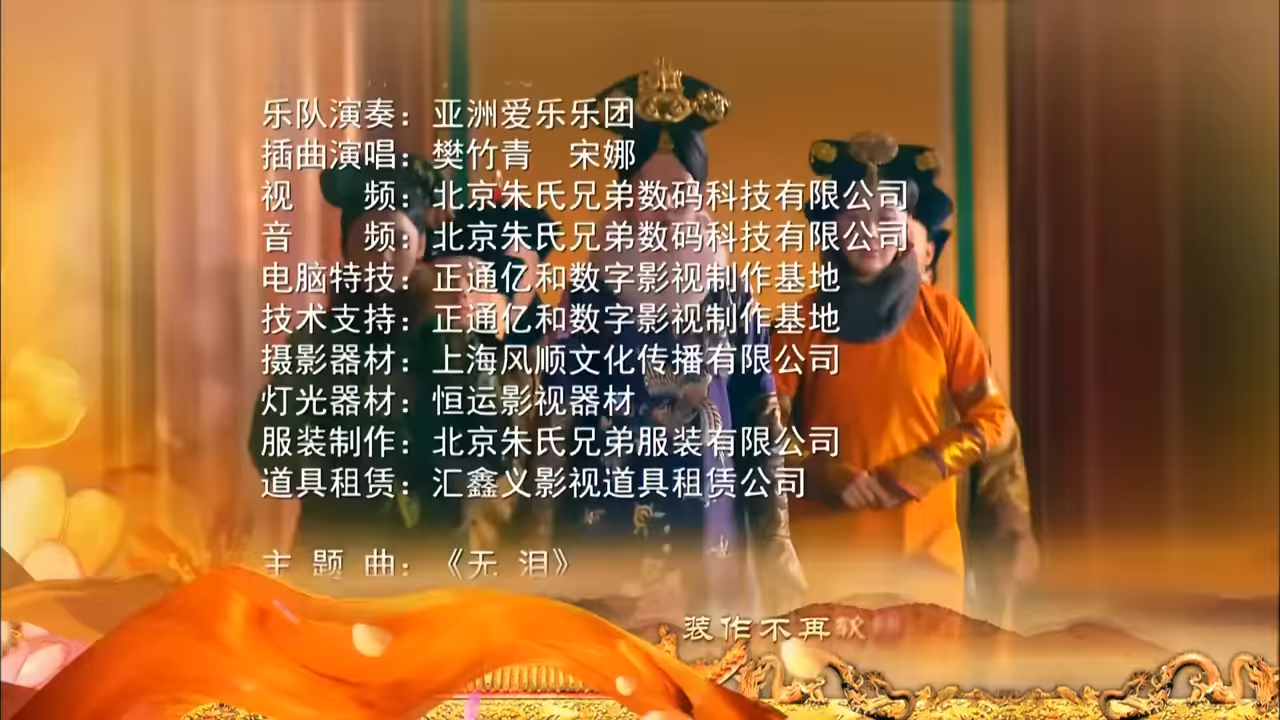 乐队演奏：亚洲爱乐乐团
插曲演唱：樊竹青　宋娜
视　　频：北京朱氏兄弟数码科技有限公司
音　　频：北京朱氏兄弟数码科技有限公司
电脑特技：正通亿和数字影视制作基地
技术支持：正通亿和数字影视制作基地
摄影器材：上海风顺文化传播有限公司
灯光器材：恒运影视器材
服装制作：北京朱氏兄弟服装有限公司
道具租赁：汇鑫义影视道具租赁公司
主 题 曲：《无 泪》
装作不再软